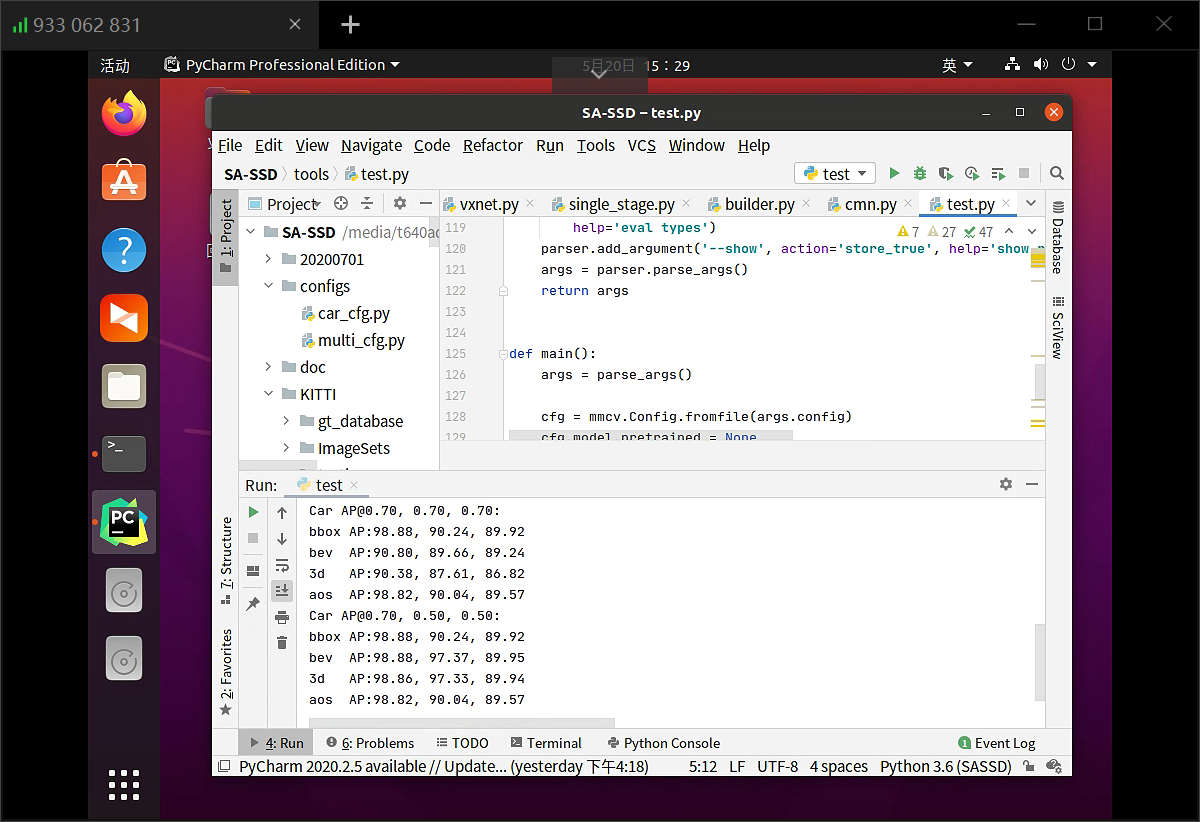 933 062 831
活动 PyCharm Professional Edition 5月20日 15：29 英
SA-SSD – test.py
File Edit View Navigate Code Refactor Run Tools VCS Window Help
SA-SSD tools test.py test
1: Project
Project
vxnet.py single_stage.py builder.py cmn.py test.py
SA-SSD /media/t640ac
20200701
configs
car_cfg.py
multi_cfg.py
doc
KITTI
gt_database
ImageSets
7 27 47
119 help='eval types')
120 parser.add_argument('--show', action='store_true', help='show
121 args = parser.parse_args()
122 return args
123
124
125 def main():
126 args = parse_args()
127
128 cfg = mmcv.Config.fromfile(args.config)
129 cfg.model.pretrained = None
Database
SciView
Run: test
Car AP@0.70, 0.70, 0.70:
bbox AP:98.88, 90.24, 89.92
bev AP:90.80, 89.66, 89.24
3d AP:90.38, 87.61, 86.82
aos AP:98.82, 90.04, 89.57
Car AP@0.70, 0.50, 0.50:
bbox AP:98.88, 90.24, 89.92
bev AP:98.88, 97.37, 89.95
3d AP:98.86, 97.33, 89.94
aos AP:98.82, 90.04, 89.57
7: Structure
2: Favorites
4: Run 6: Problems TODO Terminal Python Console 1 Event Log
PyCharm 2020.2.5 available // Update... (yesterday 下午4:18) 5:12 LF UTF-8 4 spaces Python 3.6 (SASSD)